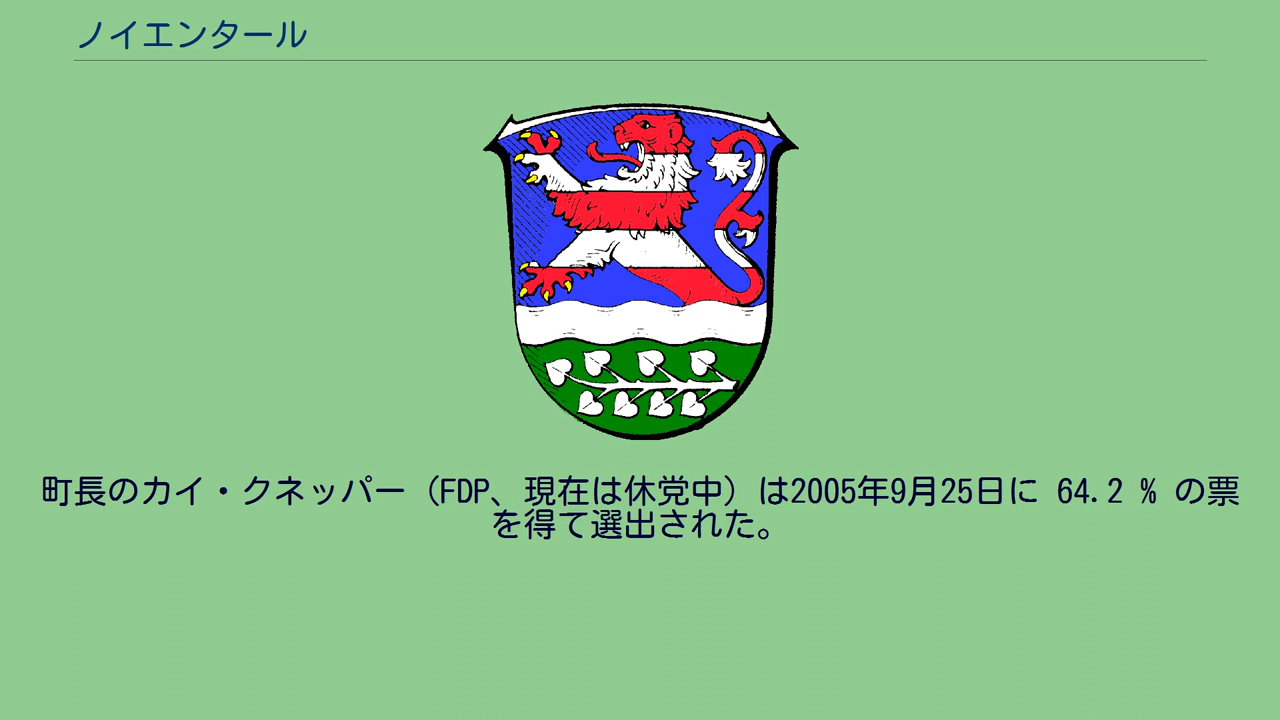 ノイエンタール
町長のカイ・クネッパー（FDP、現在は休党中）は2005年9月25日に 64.2 % の票
を得て選出された。